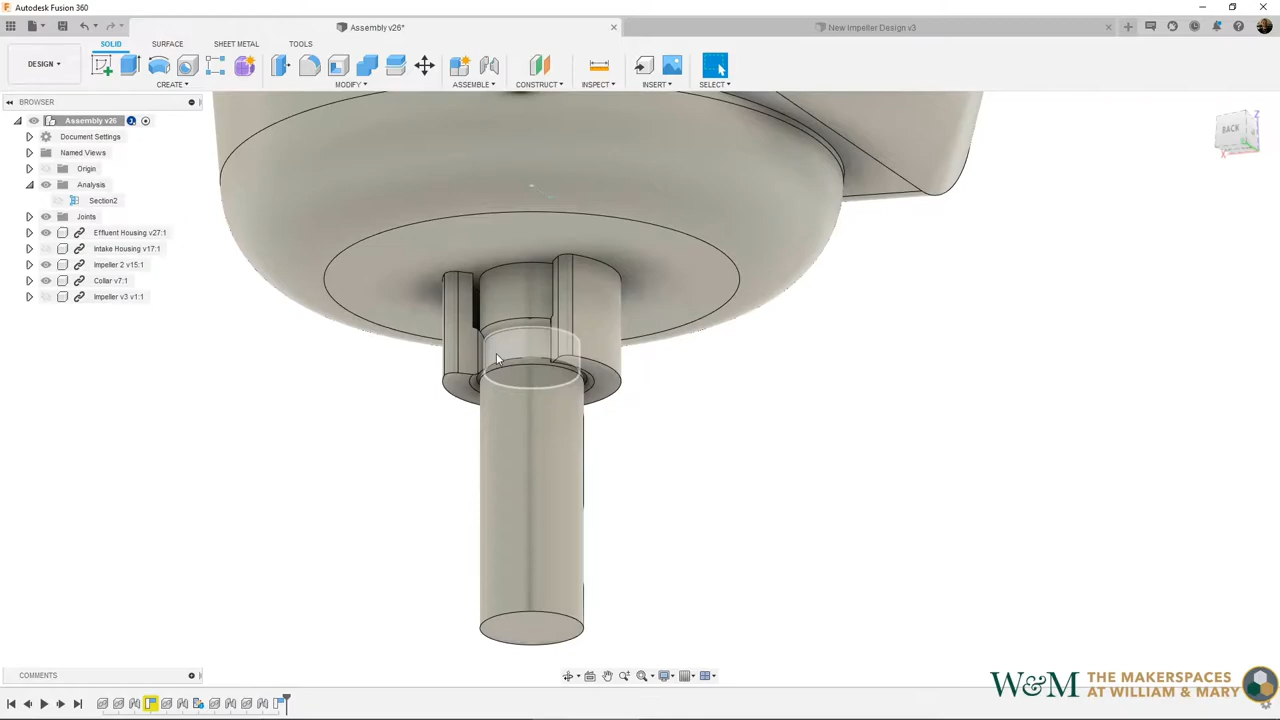 Autodesk Fusion 360
Assembly v26*
New Impeller Design v3
SOLID SURFACE SHEET METAL TOOLS
DESIGN
CREATE MODIFY ASSEMBLE CONSTRUCT INSPECT INSERT SELECT
BROWSER
Assembly v26
Document Settings
Named Views
Origin
Analysis
Section2
Joints
Effluent Housing v27:1
Intake Housing v17:1
Impeller 2 v15:1
Collar v7:1
Impeller v3 v1:1
BACK
Z
X
COMMENTS
W&M THE MAKERSPACES
AT WILLIAM & MARY